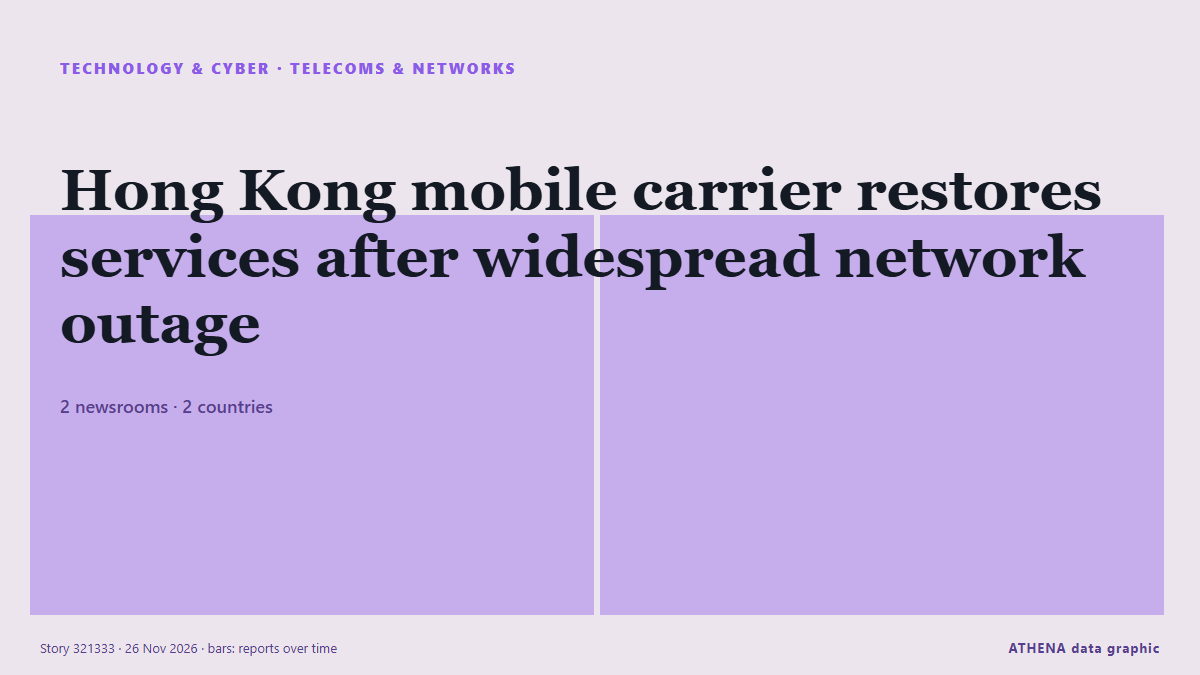 TECHNOLOGY & CYBER · TELECOMS & NETWORKS
Hong Kong mobile carrier restores
services after widespread network
outage
2 newsrooms · 2 countries
Story 321333 · 26 Nov 2026 · bars: reports over time
ATHENA data graphic